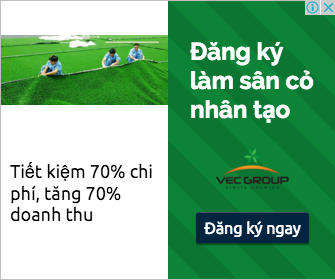 Đăng ký
làm sân cỏ
nhân tạo
Tiết kiệm 70% chi
phí, tăng 70%
doanh thu
VEC GROUP
Đăng ký ngay